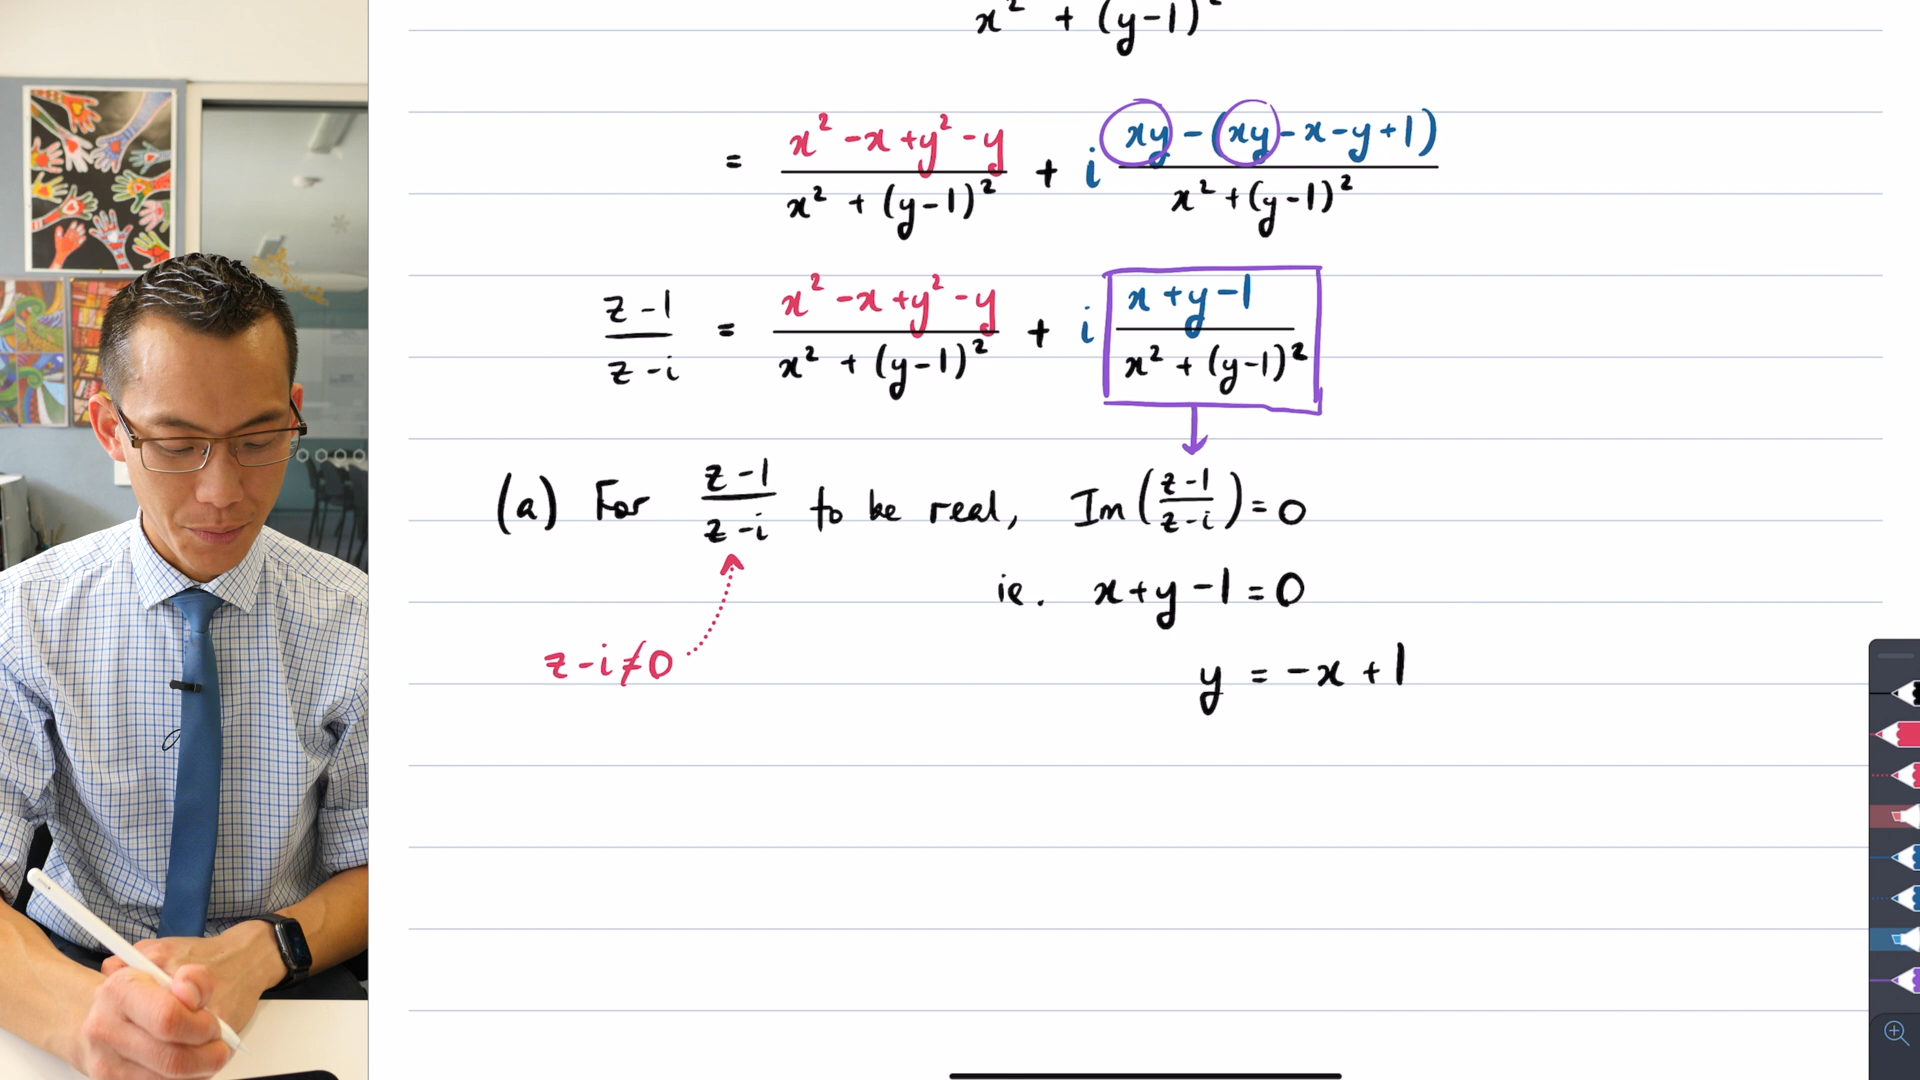 x² + (y-1)²
= x² -x +y² -y / x² + (y-1)² + i xy - (xy - x - y + 1) / x² + (y-1)²
z -1 / z -i = x² -x +y² -y / x² + (y-1)² + i x + y -1 / x² + (y-1)²
(a) For z -1 / z -i to be real, Im (z -1 / z -i) = 0
ie. x+y -1 = 0
z -i ≠ 0
y = -x +1